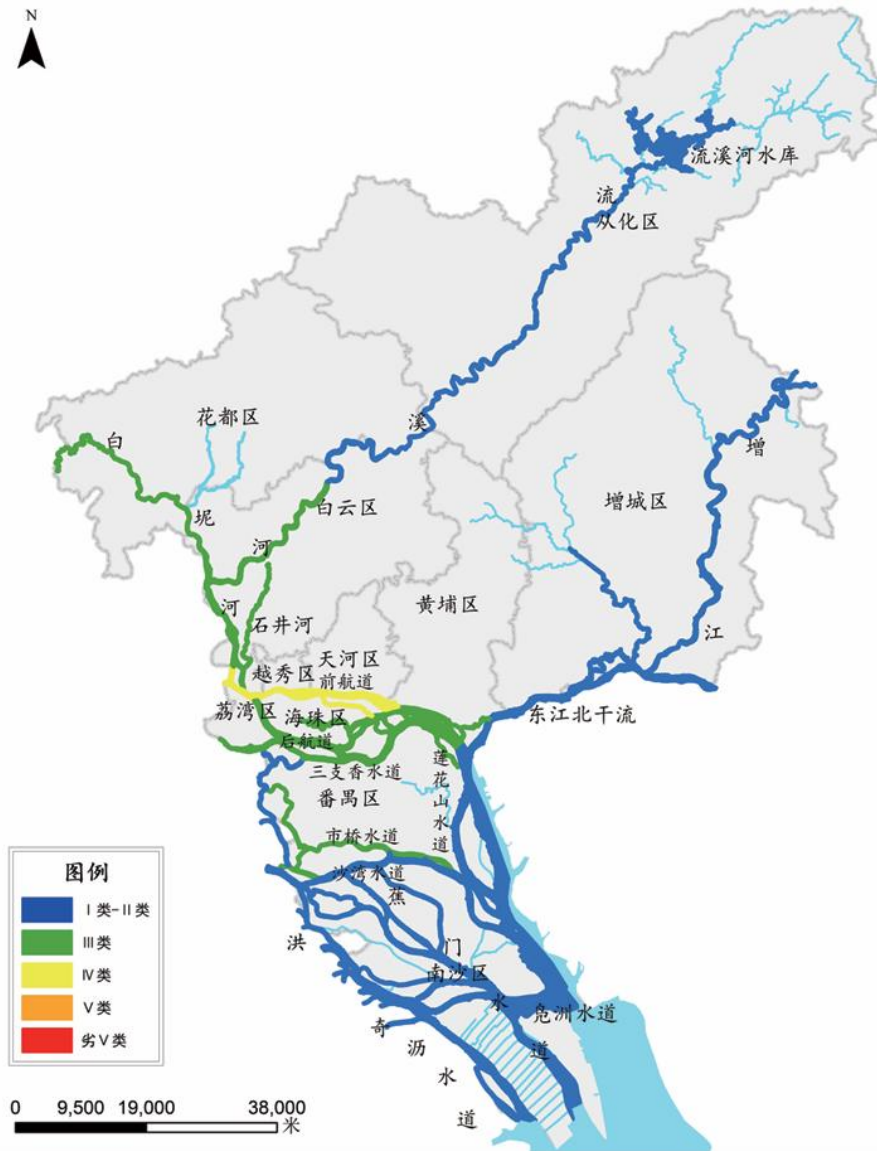 N
流溪河水库
流
从化区
溪
花都区
白
增
坭
白云区
增城区
河
河
石井河
黄埔区
江
天河区
越秀区
前航道
荔湾区
海珠区
后航道
东江北干流
三支香水道
莲花山水道
番禺区
市桥水道
沙湾水道
蕉
门
水
道
洪
奇
沥
水
道
南沙区
凫洲水道
图例
Ⅰ类-Ⅱ类
Ⅲ类
Ⅳ类
Ⅴ类
劣Ⅴ类
0 9,500 19,000 38,000
米